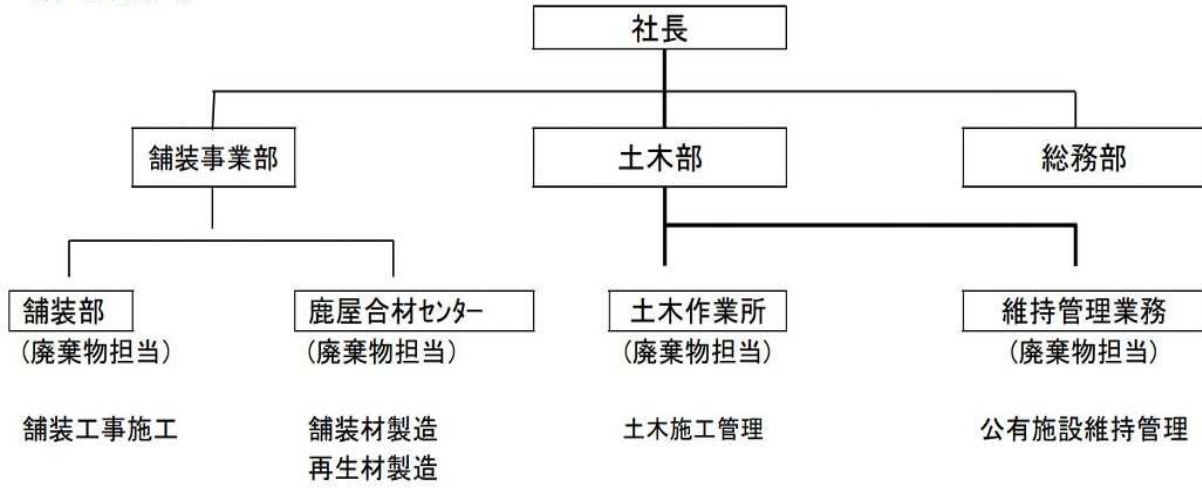 社長
舗装事業部
土木部
総務部
舗装部
鹿屋合材ｾﾝﾀｰ
土木作業所
維持管理業務
(廃棄物担当)
(廃棄物担当)
(廃棄物担当)
(廃棄物担当)
舗装工事施工
舗装材製造
土木施工管理
公有施設維持管理
再生材製造